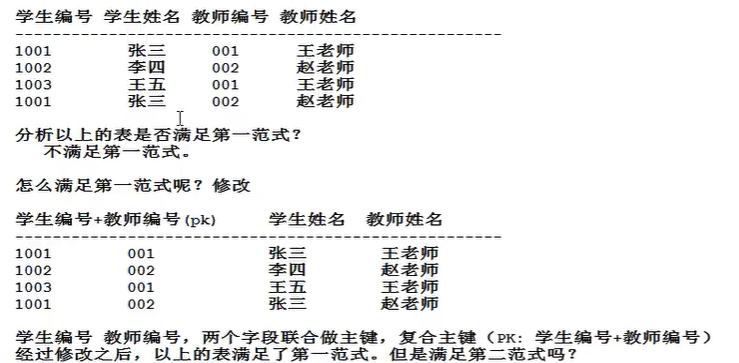 学生编号 学生姓名 教师编号 教师姓名
----------------------------------------------------
1001 张三 001 王老师
1002 李四 002 赵老师
1003 王五 001 王老师
1001 张三 002 赵老师
分析以上的表是否满足第一范式？
不满足第一范式。
怎么满足第一范式呢？修改
学生编号+教师编号(pk) 学生姓名 教师姓名
----------------------------------------------------
1001 001 张三 王老师
1002 002 李四 赵老师
1003 001 王五 王老师
1001 002 张三 赵老师
学生编号 教师编号，两个字段联合做主键，复合主键（PK: 学生编号+教师编号）
经过修改之后，以上的表满足了第一范式。但是满足第二范式吗？